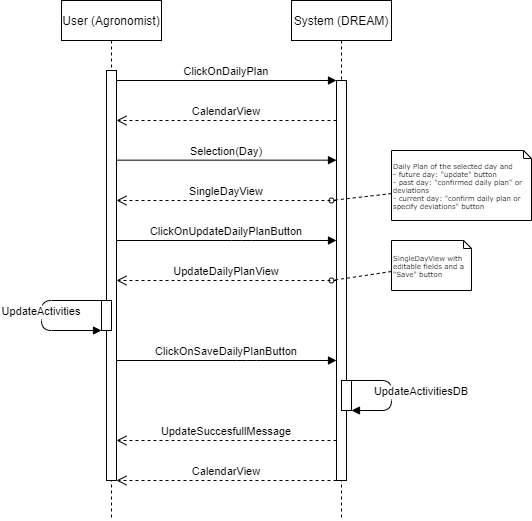 User (Agronomist)
System (DREAM)
ClickOnDailyPlan
CalendarView
Selection(Day)
Daily Plan of the selected day and
- future day: "update" button
- past day: "confirmed daily plan" or
deviations
- current day: "confirm daily plan or
specify deviations" button
SingleDayView
ClickOnUpdateDailyPlanButton
SingleDayView with
editable fields and a
"Save" button
UpdateDailyPlanView
UpdateActivities
ClickOnSaveDailyPlanButton
UpdateActivitiesDB
UpdateSuccesfullMessage
CalendarView